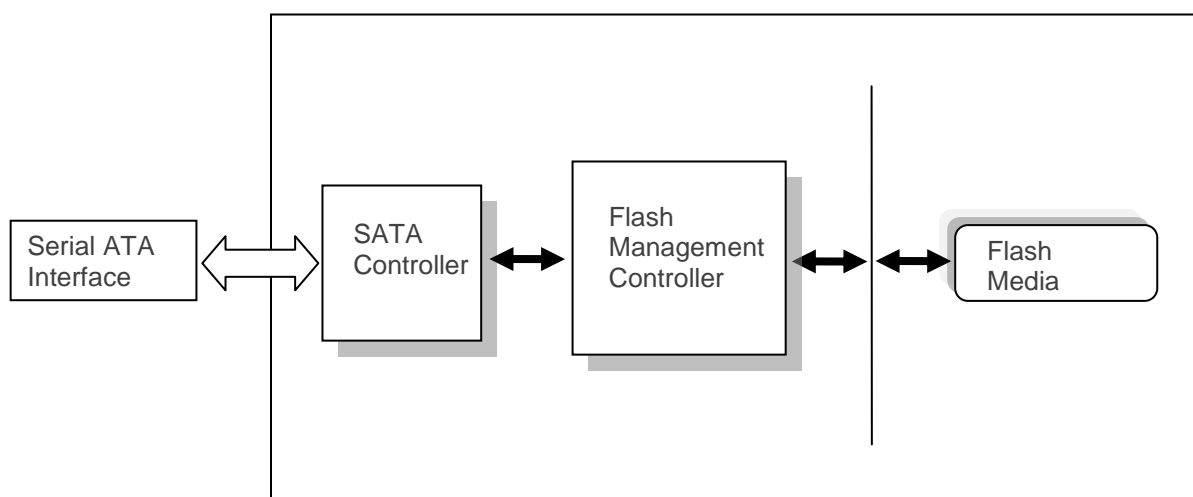 Serial ATA
Interface
SATA
Controller
Flash
Management
Controller
Flash
Media